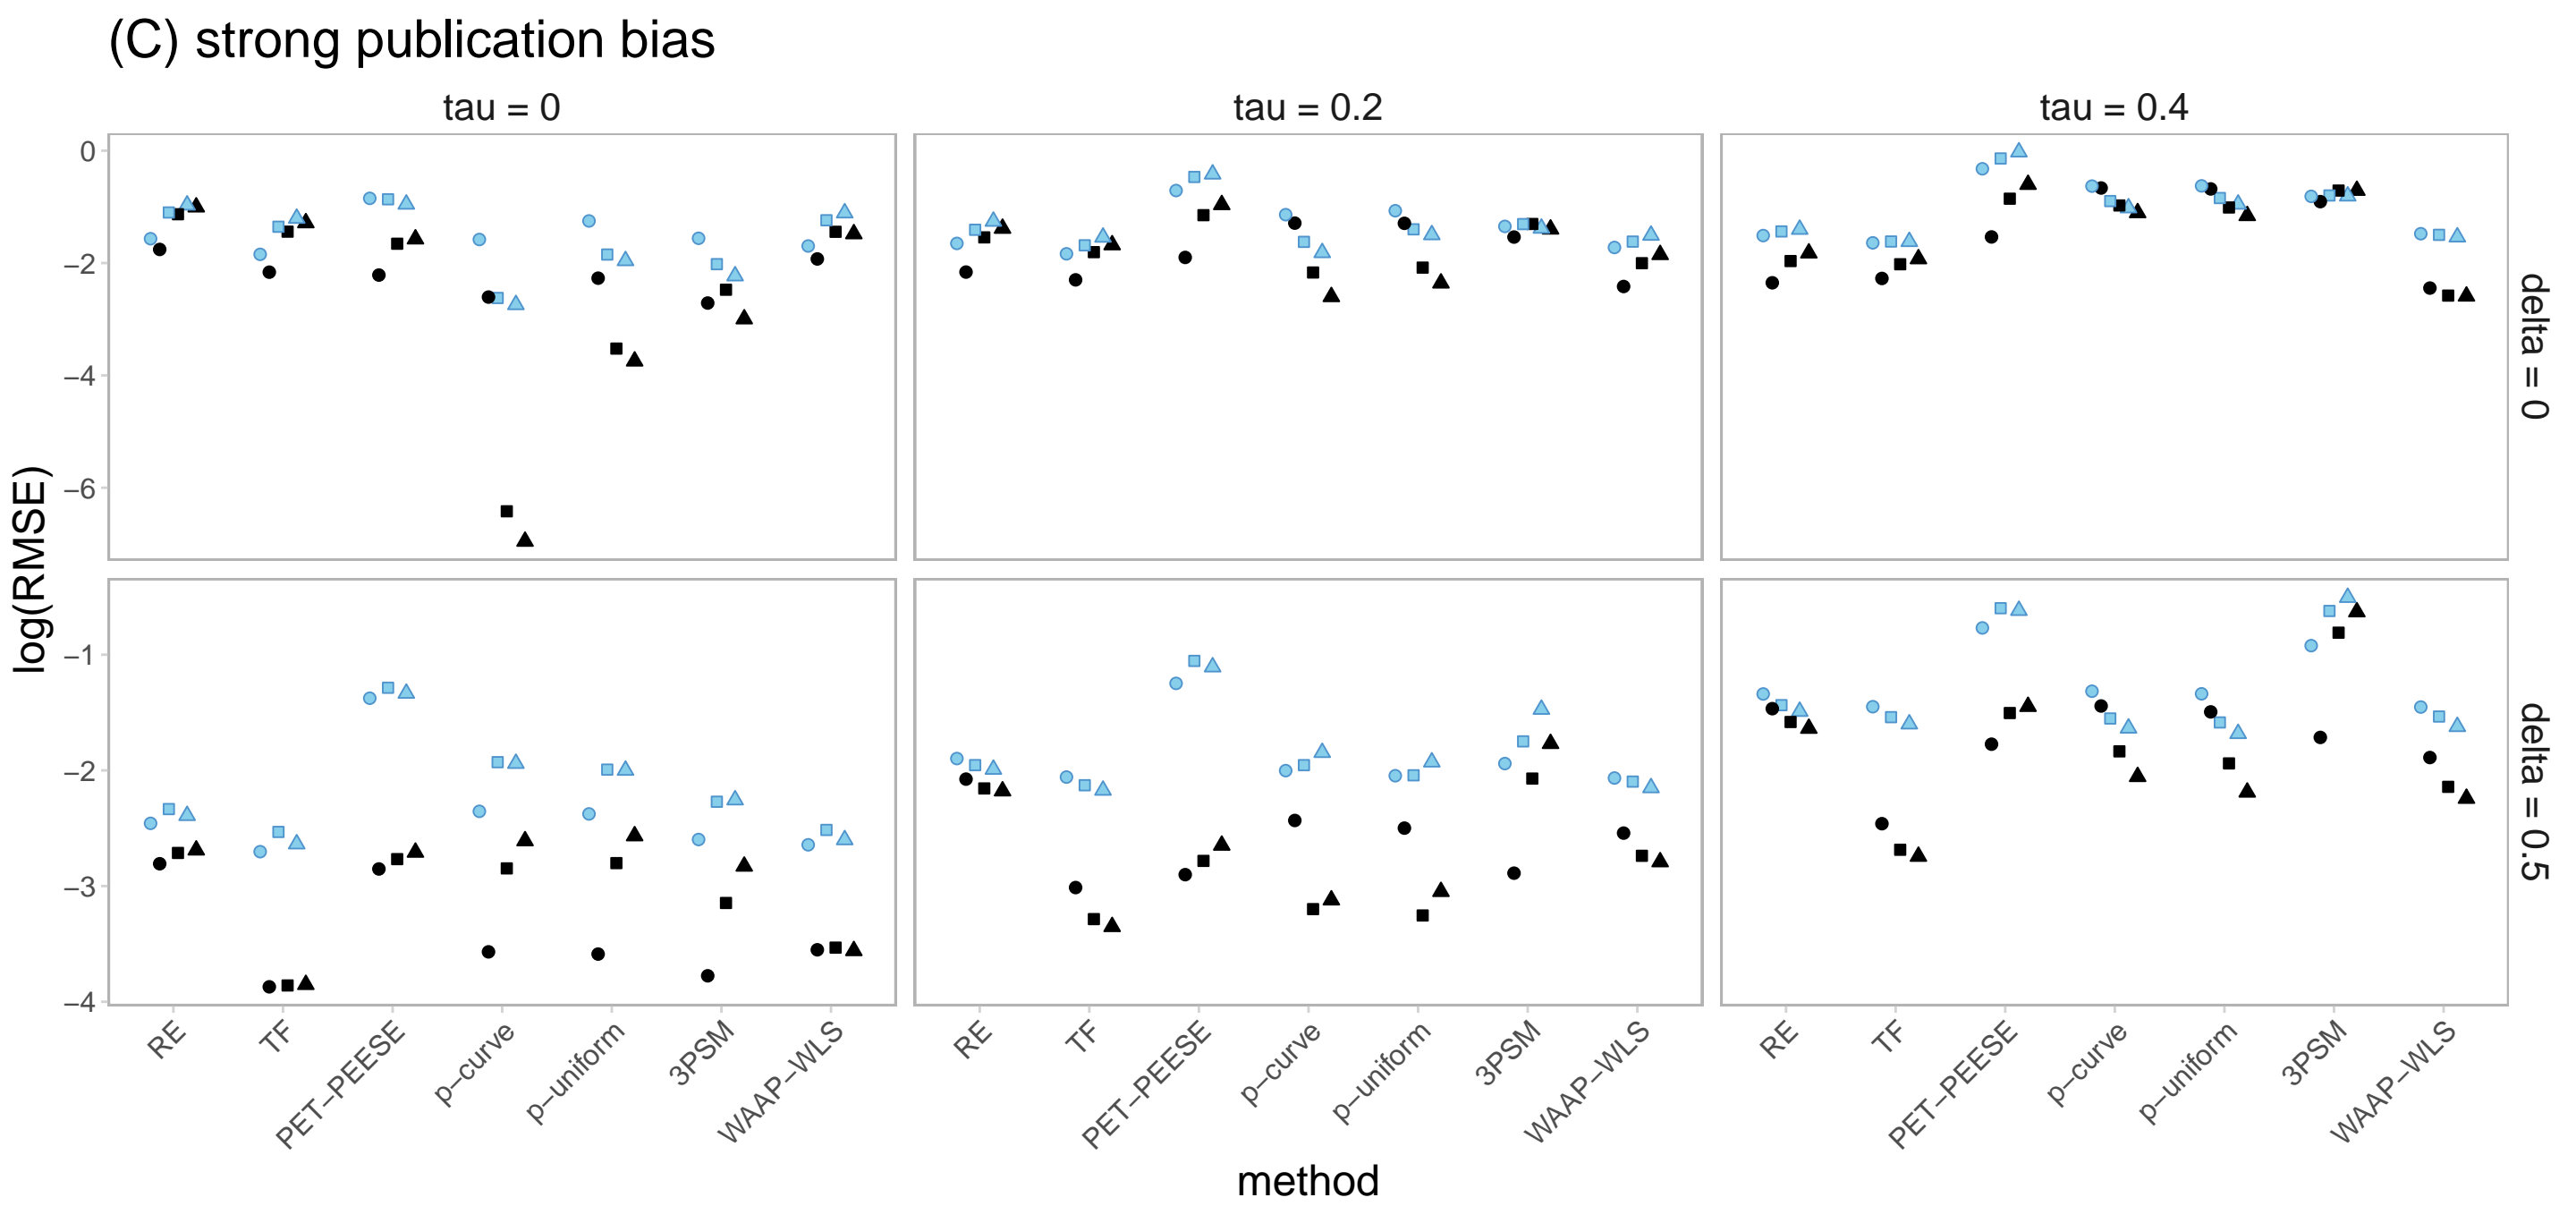 (C) strong publication bias
tau = 0
tau = 0.2
tau = 0.4
0
−2
−4
−6
delta = 0
log(RMSE)
−1
−2
−3
−4
delta = 0.5
RE
TF
PET−PEESE
p−curve
p−uniform
3PSM
WAAP−WLS
RE
TF
PET−PEESE
p−curve
p−uniform
3PSM
WAAP−WLS
RE
TF
PET−PEESE
p−curve
p−uniform
3PSM
WAAP−WLS
method